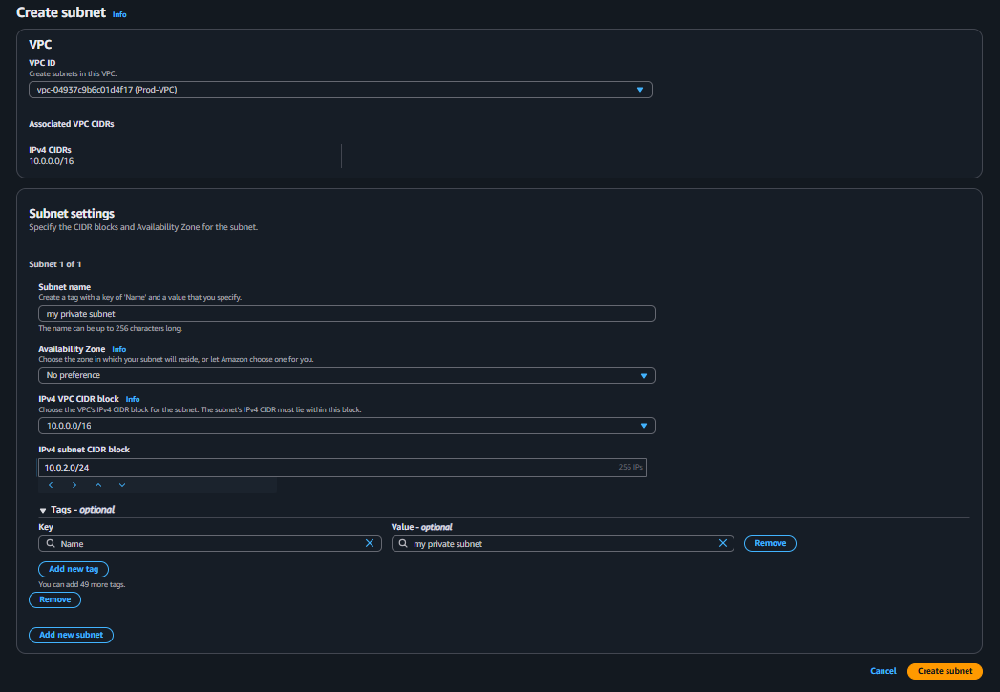 Create subnet Info
VPC
VPC ID
Create subnets in this VPC.
vpc-04937c9b6c01d4f17 (Prod-VPC)
Associated VPC CIDRs
IPv4 CIDRs
10.0.0.0/16
Subnet settings
Specify the CIDR blocks and Availability Zone for the subnet.
Subnet 1 of 1
Subnet name
Create a tag with a key of 'Name' and a value that you specify.
my private subnet
The name can be up to 256 characters long.
Availability Zone Info
Choose the zone in which your subnet will reside, or let Amazon choose one for you.
No preference
IPv4 VPC CIDR block Info
Choose the VPC's IPv4 CIDR block for the subnet. The subnet's IPv4 CIDR must lie within this block.
10.0.0.0/16
IPv4 subnet CIDR block
10.0.2.0/24 256 IPs
Tags - optional
Key Value - optional
Name my private subnet Remove
Add new tag
You can add 49 more tags.
Remove
Add new subnet
Cancel Create subnet